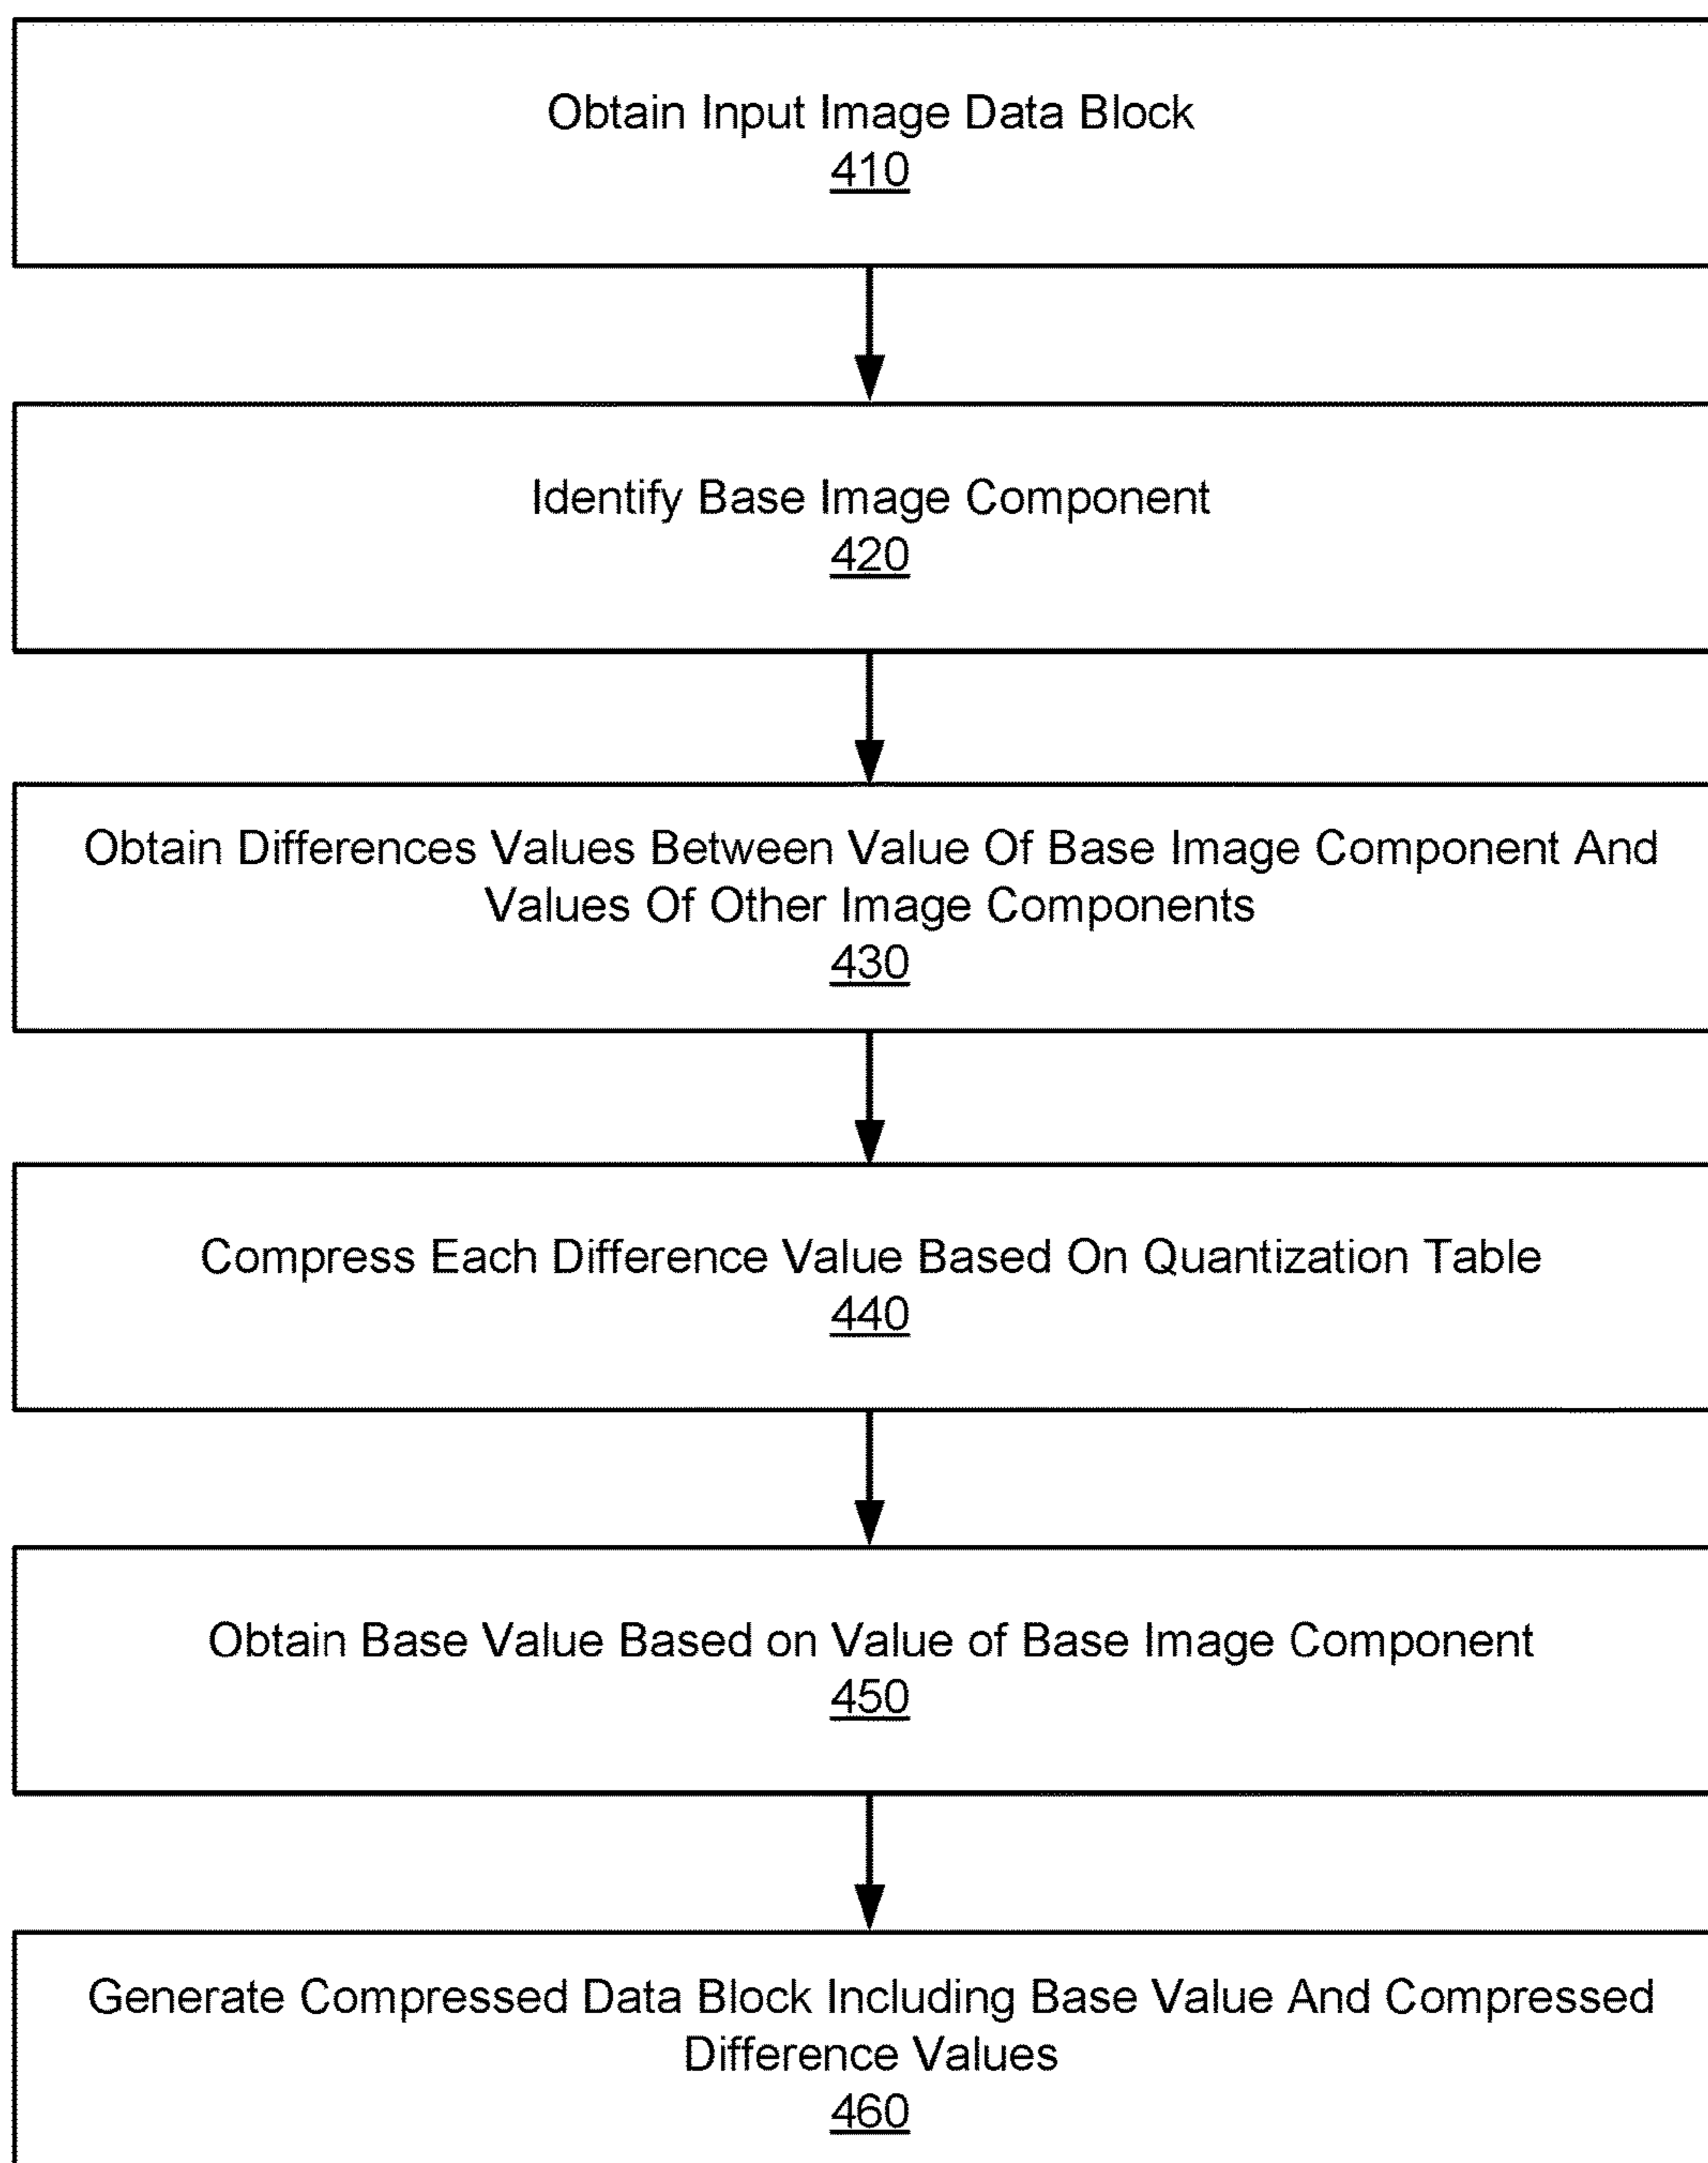 Obtain Input Image Data Block
410
Identify Base Image Component
420
Obtain Differences Values Between Value Of Base Image Component And
Values Of Other Image Components
430
Compress Each Difference Value Based On Quantization Table
440
Obtain Base Value Based on Value of Base Image Component
450
Generate Compressed Data Block Including Base Value And Compressed
Difference Values
460